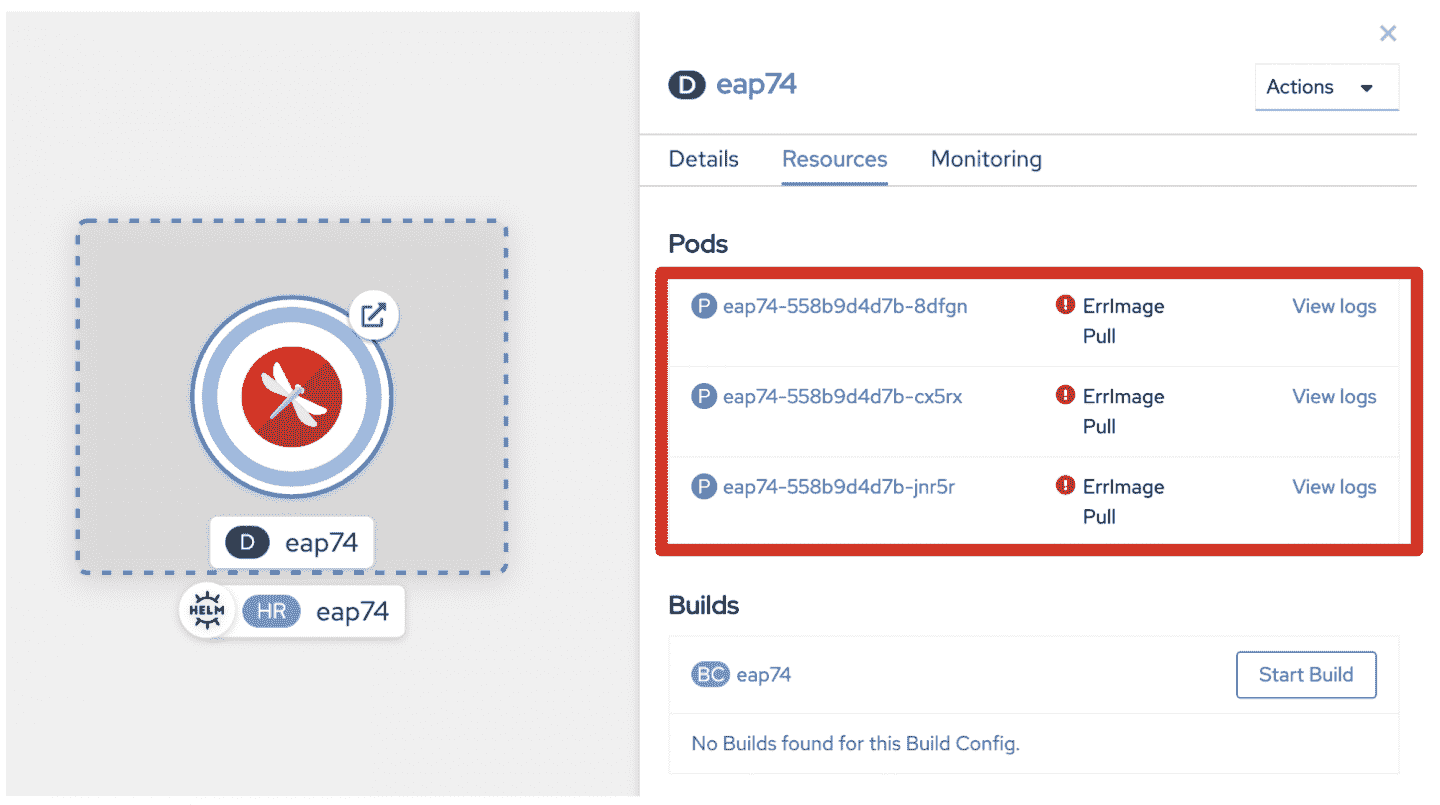 D eap74
Actions
Details Resources Monitoring
Pods
P eap74-558b9d4d7b-8dfgn ErrImage View logs
Pull
P eap74-558b9d4d7b-cx5rx ErrImage View logs
Pull
P eap74-558b9d4d7b-jnr5r ErrImage View logs
Pull
D eap74
HELM HR eap74
Builds
BC eap74 Start Build
No Builds found for this Build Config.